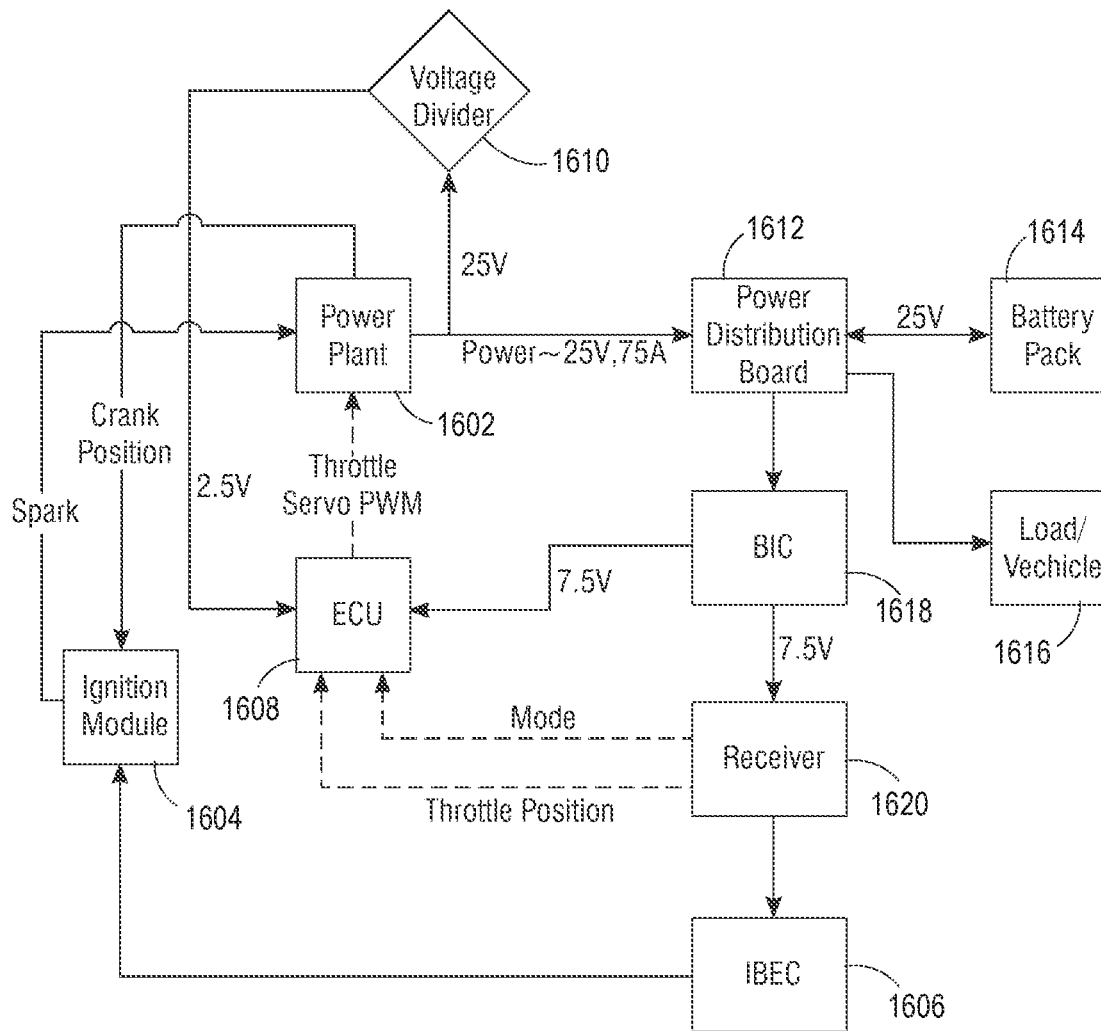 Voltage
Divider
1610
1612
1614
25V
Power
Plant
Power
Distribution
Board
25V
Battery
Pack
Power~25V,75A
1602
Crank
Position
Throttle
Servo PWM
2.5V
Spark
BIC
Load/
Vechicle
7.5V
ECU
1618
7.5V
1616
Ignition
Module
1608
Mode
Receiver
1620
1604
Throttle Position
IBEC
1606